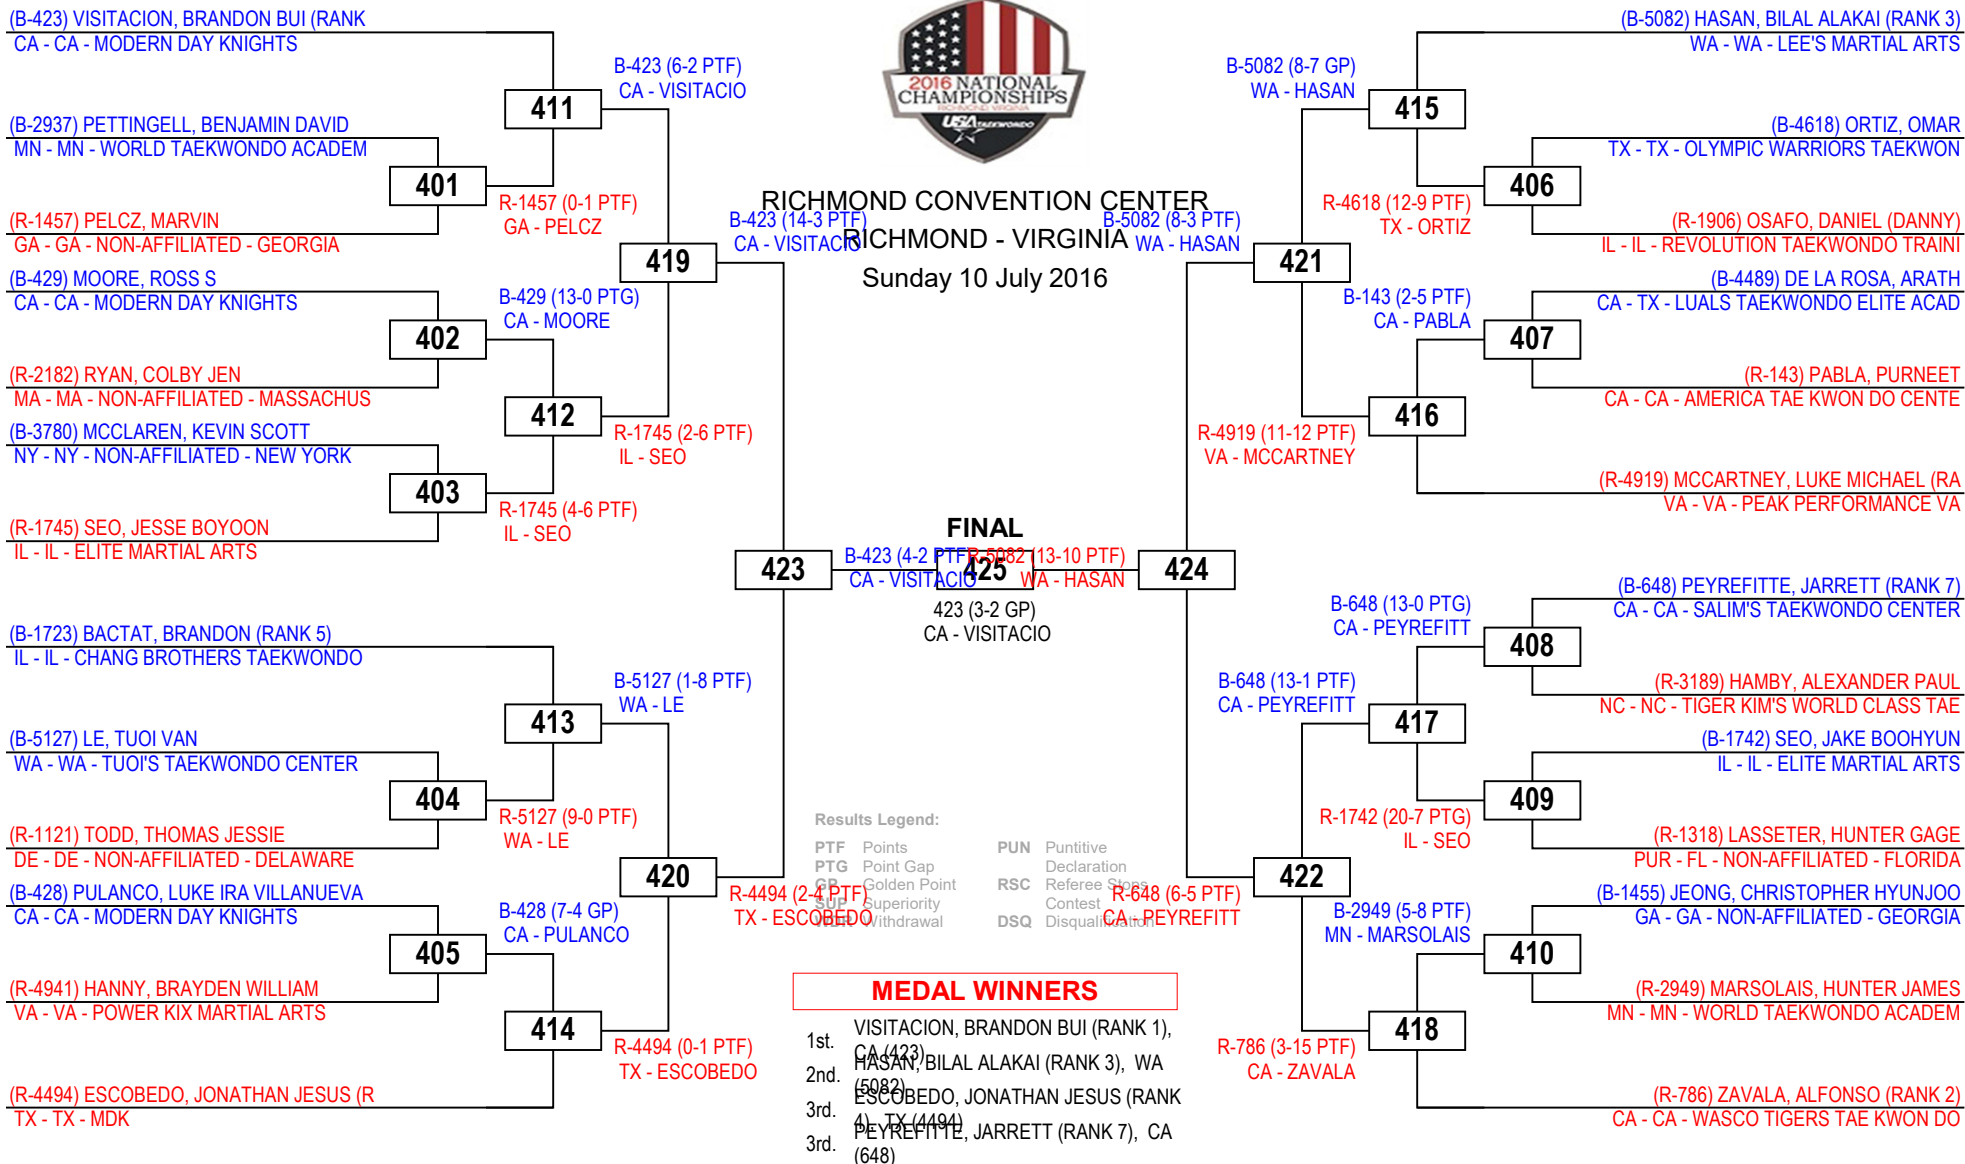 (B-423) VISITACION, BRANDON BUI (RANK
CA - CA - MODERN DAY KNIGHTS
(B-2937) PETTINGELL, BENJAMIN DAVID
MN - MN - WORLD TAEKWONDO ACADEM
(R-1457) PELCZ, MARVIN
GA - GA - NON-AFFILIATED - GEORGIA
(B-429) MOORE, ROSS S
CA - CA - MODERN DAY KNIGHTS
(R-2182) RYAN, COLBY JEN
MA - MA - NON-AFFILIATED - MASSACHUS
(B-3780) MCCLAREN, KEVIN SCOTT
NY - NY - NON-AFFILIATED - NEW YORK
(R-1745) SEO, JESSE BOYOON
IL - IL - ELITE MARTIAL ARTS
(B-1723) BACTAT, BRANDON (RANK 5)
IL - IL - CHANG BROTHERS TAEKWONDO
(B-5127) LE, TUOI VAN
WA - WA - TUOI'S TAEKWONDO CENTER
(R-1121) TODD, THOMAS JESSIE
DE - DE - NON-AFFILIATED - DELAWARE
(B-428) PULANCO, LUKE IRA VILLANUEVA
CA - CA - MODERN DAY KNIGHTS
(R-4941) HANNY, BRAYDEN WILLIAM
VA - VA - POWER KIX MARTIAL ARTS
(R-4494) ESCOBEDO, JONATHAN JESUS (R
TX - TX - MDK
401
R-1457 (0-1 PTF)
GA - PELCZ
402
B-429 (13-0 PTG)
CA - MOORE
403
R-1745 (4-6 PTF)
IL - SEO
404
R-5127 (9-0 PTF)
WA - LE
405
B-428 (7-4 GP)
CA - PULANCO
411
B-423 (6-2 PTF)
CA - VISITACIO
412
R-1745 (2-6 PTF)
IL - SEO
413
B-5127 (1-8 PTF)
WA - LE
414
R-4494 (0-1 PTF)
TX - ESCOBEDO
419
B-423 (14-3 PTF)
CA - VISITACIO
420
R-4494 (2-4 PTF)
TX - ESCOBEDO
423
B-423 (4-2 PTF)
CA - VISITACIO
2016 NATIONAL
CHAMPIONSHIPS
RICHMOND, VIRGINIA
USA TAEKWONDO
RICHMOND CONVENTION CENTER
RICHMOND - VIRGINIA
Sunday 10 July 2016
FINAL
425
423 (3-2 GP)
CA - VISITACIO
R-5082 (13-10 PTF)
WA - HASAN
424
B-5082 (8-3 PTF)
WA - HASAN
421
R-648 (6-5 PTF)
CA - PEYREFITT
422
B-5082 (8-7 GP)
WA - HASAN
415
R-4919 (11-12 PTF)
VA - MCCARTNEY
416
B-648 (13-1 PTF)
CA - PEYREFITT
417
R-786 (3-15 PTF)
CA - ZAVALA
418
R-4618 (12-9 PTF)
TX - ORTIZ
406
B-143 (2-5 PTF)
CA - PABLA
407
B-648 (13-0 PTG)
CA - PEYREFITT
408
R-1742 (20-7 PTG)
IL - SEO
409
B-2949 (5-8 PTF)
MN - MARSOLAIS
410
(B-5082) HASAN, BILAL ALAKAI (RANK 3)
WA - WA - LEE'S MARTIAL ARTS
(B-4618) ORTIZ, OMAR
TX - TX - OLYMPIC WARRIORS TAEKWON
(R-1906) OSAFO, DANIEL (DANNY)
IL - IL - REVOLUTION TAEKWONDO TRAINI
(B-4489) DE LA ROSA, ARATH
CA - TX - LUALS TAEKWONDO ELITE ACAD
(R-143) PABLA, PURNEET
CA - CA - AMERICA TAE KWON DO CENTE
(R-4919) MCCARTNEY, LUKE MICHAEL (RA
VA - VA - PEAK PERFORMANCE VA
(B-648) PEYREFITTE, JARRETT (RANK 7)
CA - CA - SALIM'S TAEKWONDO CENTER
(R-3189) HAMBY, ALEXANDER PAUL
NC - NC - TIGER KIM'S WORLD CLASS TAE
(B-1742) SEO, JAKE BOOHYUN
IL - IL - ELITE MARTIAL ARTS
(R-1318) LASSETER, HUNTER GAGE
PUR - FL - NON-AFFILIATED - FLORIDA
(B-1455) JEONG, CHRISTOPHER HYUNJOO
GA - GA - NON-AFFILIATED - GEORGIA
(R-2949) MARSOLAIS, HUNTER JAMES
MN - MN - WORLD TAEKWONDO ACADEM
(R-786) ZAVALA, ALFONSO (RANK 2)
CA - CA - WASCO TIGERS TAE KWON DO
Results Legend:
PTF Points
PTG Point Gap
GP Golden Point
SUP Superiority
WDR Withdrawal
PUN Puntitive
Declaration
RSC Referee Stops
Contest
DSQ Disqualification
MEDAL WINNERS
1st. VISITACION, BRANDON BUI (RANK 1),
CA (423)
2nd. HASAN, BILAL ALAKAI (RANK 3), WA
(5082)
3rd. ESCOBEDO, JONATHAN JESUS (RANK
4), TX (4494)
3rd. PEYREFITTE, JARRETT (RANK 7), CA
(648)